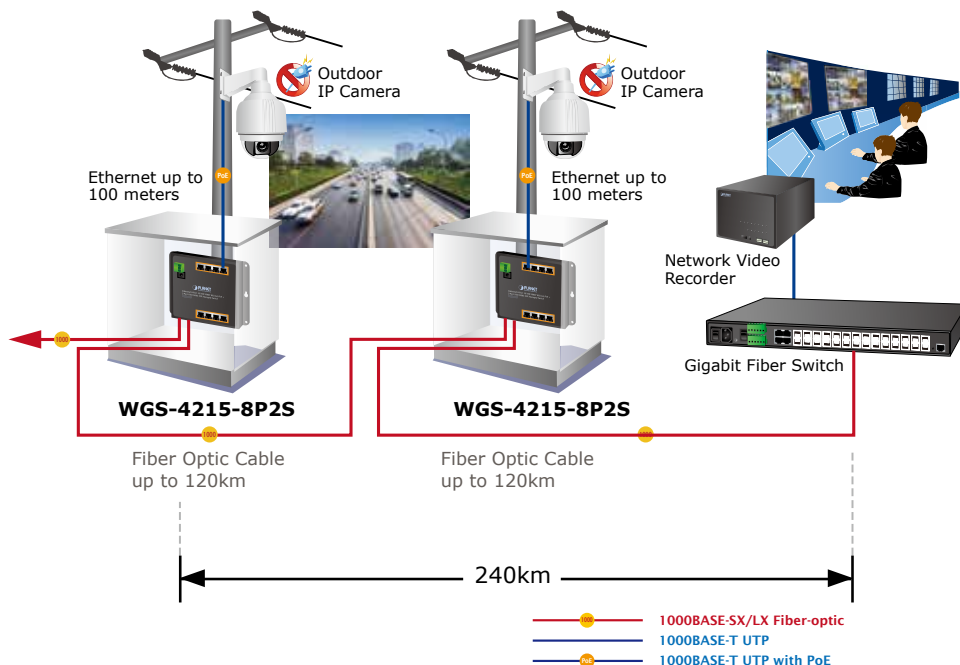 Outdoor
IP Camera
Outdoor
IP Camera
PoE
PoE
Ethernet up to
100 meters
Ethernet up to
100 meters
Network Video
Recorder
PLANET
PLANET
1000
Gigabit Fiber Switch
WGS-4215-8P2S
WGS-4215-8P2S
1000
1000
Fiber Optic Cable
up to 120km
Fiber Optic Cable
up to 120km
240km
1000 1000BASE-SX/LX Fiber-optic
1000BASE-T UTP
PoE 1000BASE-T UTP with PoE